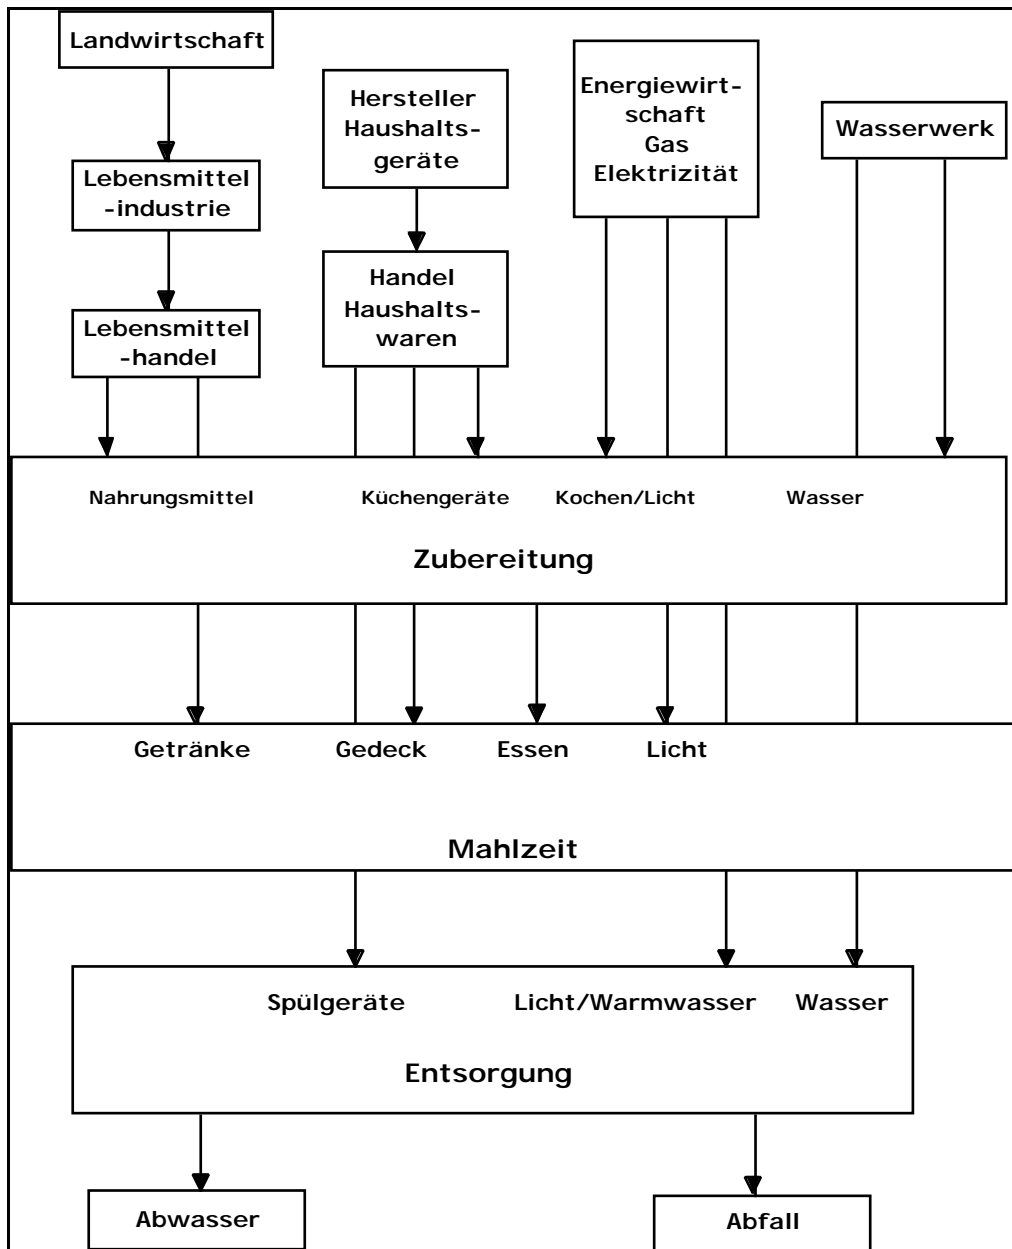 Landwirtschaft
Hersteller
Haushalts-
geräte
Energiewirt-
schaft
Gas
Elektrizität
Wasserwerk
Lebensmittel
-industrie
Handel
Haushalts-
waren
Lebensmittel
-handel
Nahrungsmittel
Küchengeräte
Kochen/Licht
Wasser
Zubereitung
Getränke
Gedeck
Essen
Licht
Mahlzeit
Spülgeräte
Licht/Warmwasser
Wasser
Entsorgung
Abwasser
Abfall